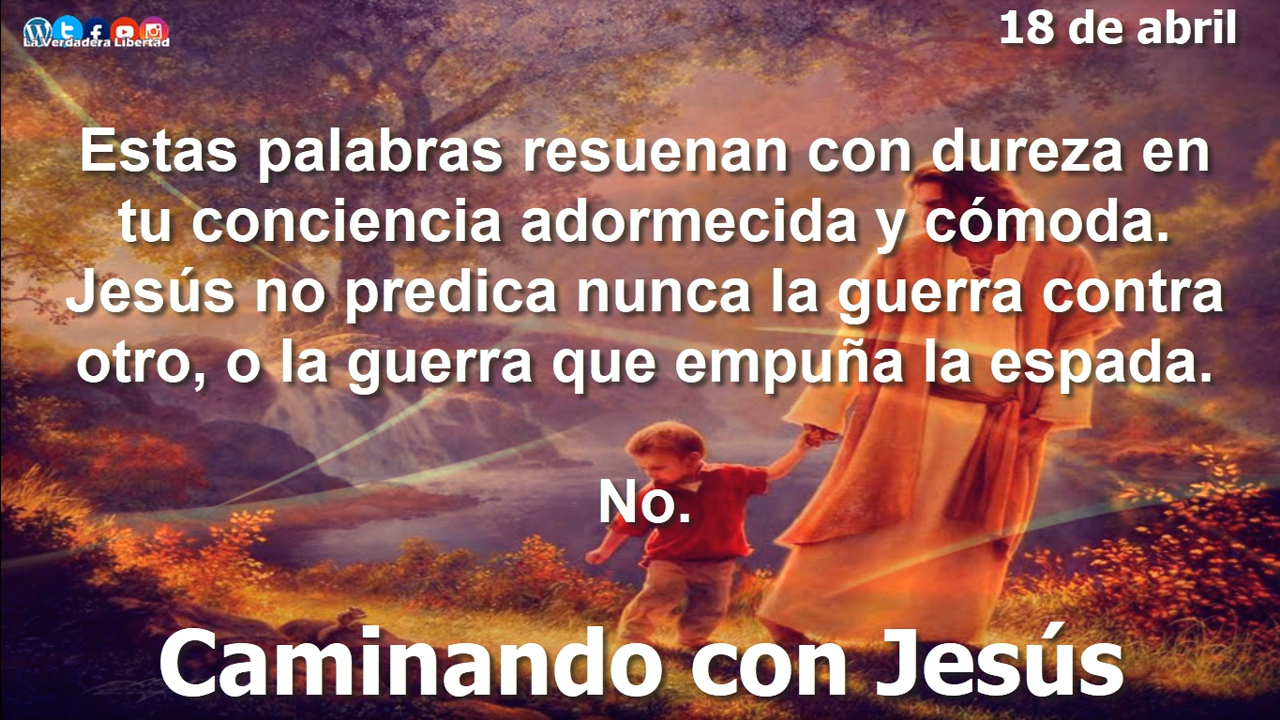 La Verdadera Libertad
18 de abril
Estas palabras resuenan con dureza en
tu conciencia adormecida y cómoda.
Jesús no predica nunca la guerra contra
otro, o la guerra que empuña la espada.
No.
Caminando con Jesús